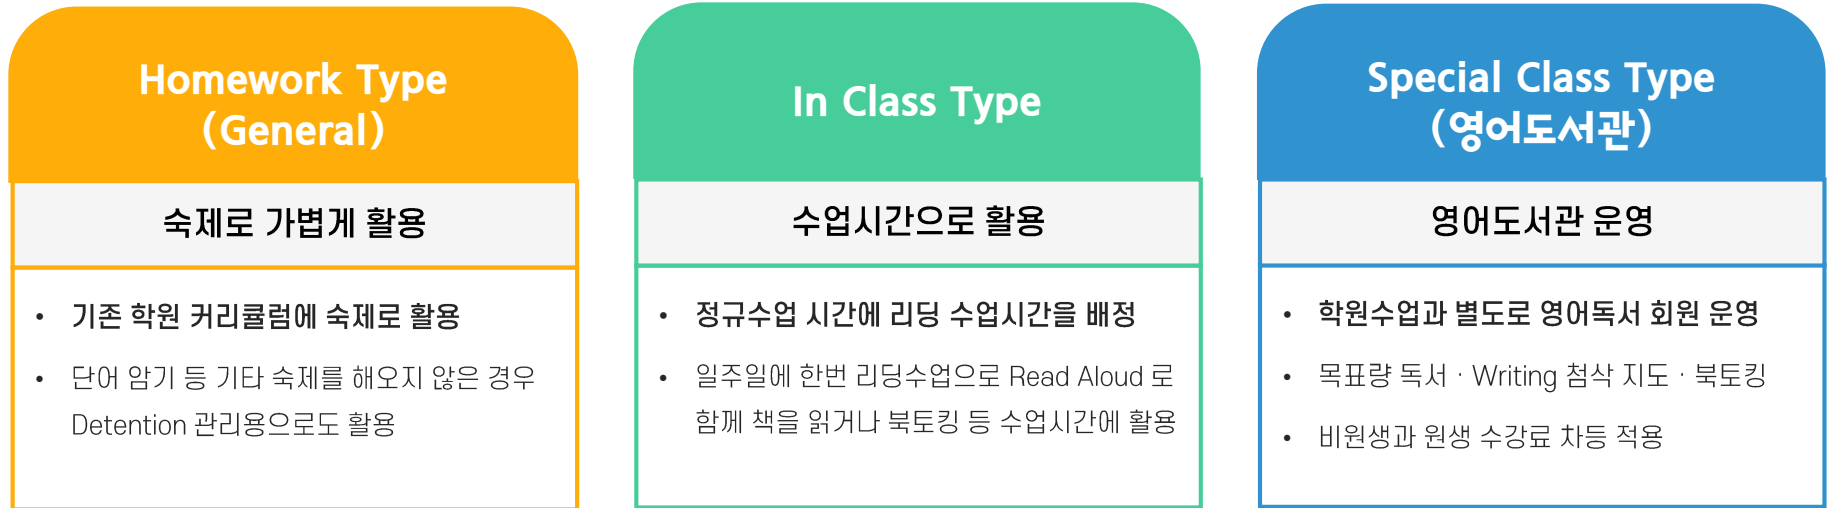 Homework Type
(General)
숙제로 가볍게 활용
• 기존 학원 커리큘럼에 숙제로 활용
• 단어 암기 등 기타 숙제를 해오지 않은 경우
Detention 관리용으로도 활용
In Class Type
수업시간으로 활용
• 정규수업 시간에 리딩 수업시간을 배정
• 일주일에 한번 리딩수업으로 Read Aloud 로
함께 책을 읽거나 북토킹 등 수업시간에 활용
Special Class Type
(영어도서관)
영어도서관 운영
• 학원수업과 별도로 영어독서 회원 운영
• 목표량 독서 · Writing 첨삭 지도 · 북토킹
• 비원생과 원생 수강료 차등 적용